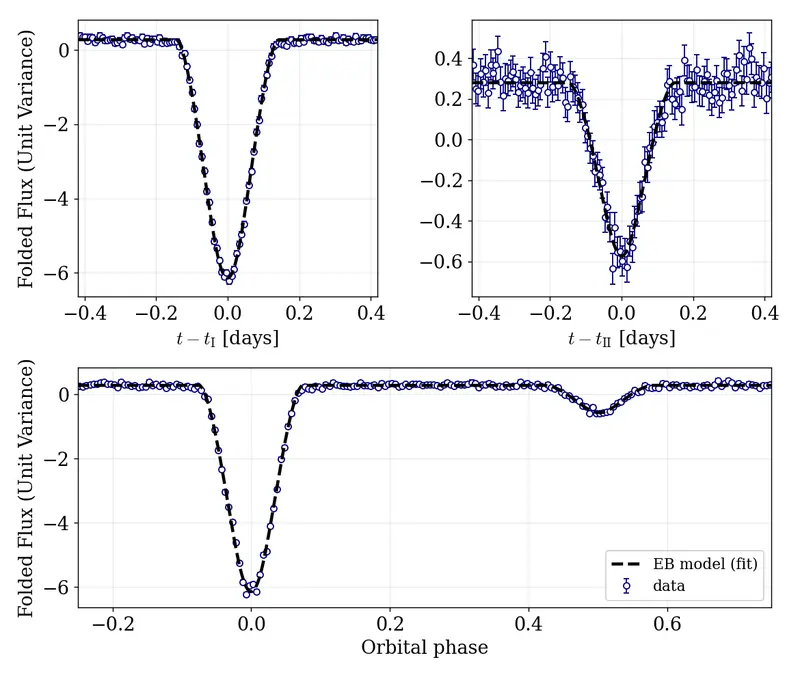 Folded Flux (Unit Variance)
0
−2
−4
−6
−0.4 −0.2 0.0 0.2 0.4
t − tI [days]
0.4
0.2
0.0
−0.2
−0.4
−0.6
−0.4 −0.2 0.0 0.2 0.4
t − tII [days]
Folded Flux (Unit Variance)
0
−2
−4
−6
EB model (fit)
data
−0.2 0.0 0.2 0.4 0.6
Orbital phase